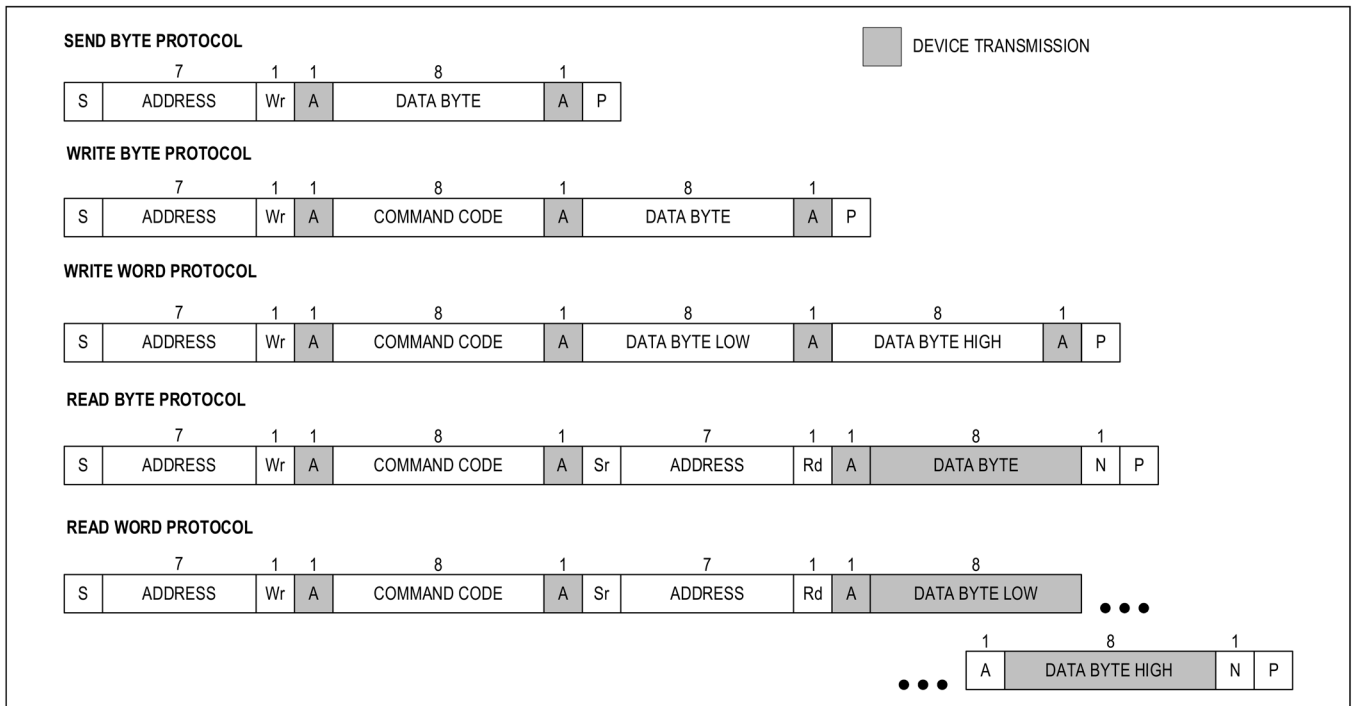 SEND BYTE PROTOCOL
DEVICE TRANSMISSION
7 1 1 8 1
S ADDRESS Wr A DATA BYTE A P
WRITE BYTE PROTOCOL
7 1 1 8 1 8 1
S ADDRESS Wr A COMMAND CODE A DATA BYTE A P
WRITE WORD PROTOCOL
7 1 1 8 1 8 1 8 1
S ADDRESS Wr A COMMAND CODE A DATA BYTE LOW A DATA BYTE HIGH A P
READ BYTE PROTOCOL
7 1 1 8 1 7 1 1 8 1
S ADDRESS Wr A COMMAND CODE A Sr ADDRESS Rd A DATA BYTE N P
READ WORD PROTOCOL
7 1 1 8 1 7 1 1 8
S ADDRESS Wr A COMMAND CODE A Sr ADDRESS Rd A DATA BYTE LOW •••
1 8 1
••• A DATA BYTE HIGH N P